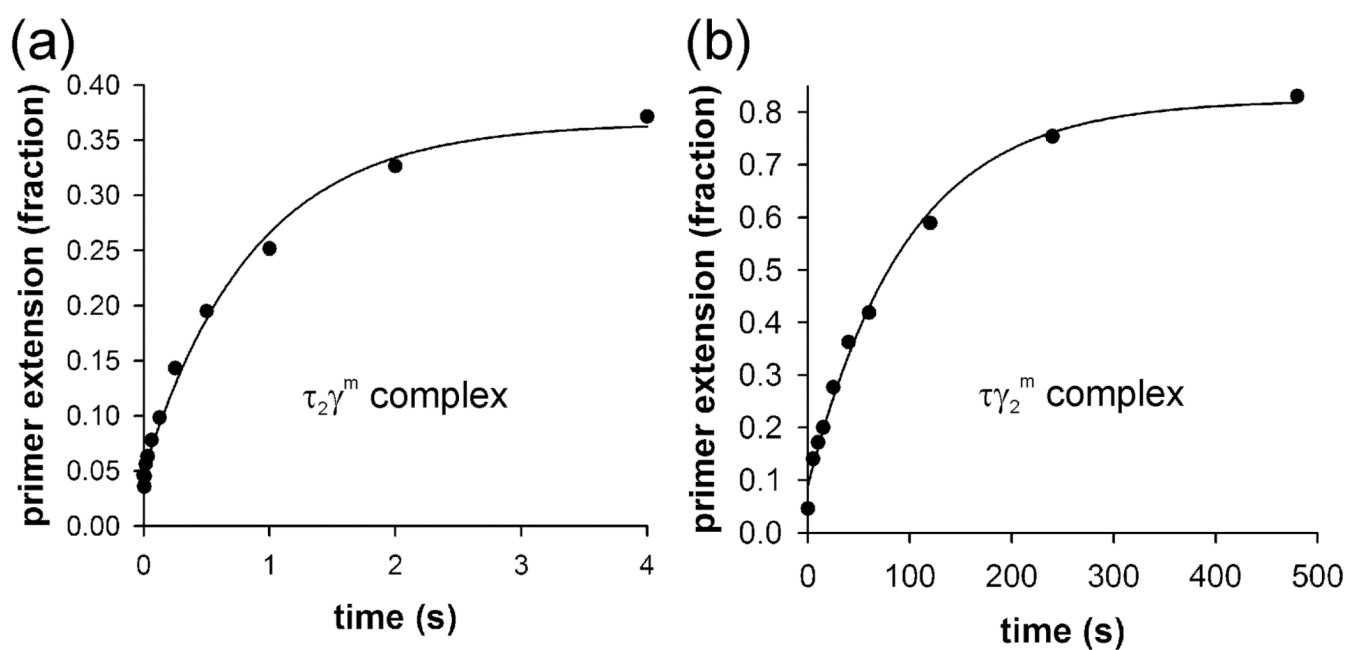 (a)
primer extension (fraction)
0.40
0.35
0.30
0.25
0.20
0.15
0.10
0.05
0.00
τ₂γᵐ complex
0 1 2 3 4
time (s)
(b)
primer extension (fraction)
0.8
0.7
0.6
0.5
0.4
0.3
0.2
0.1
0.0
τγ₂ᵐ complex
0 100 200 300 400 500
time (s)